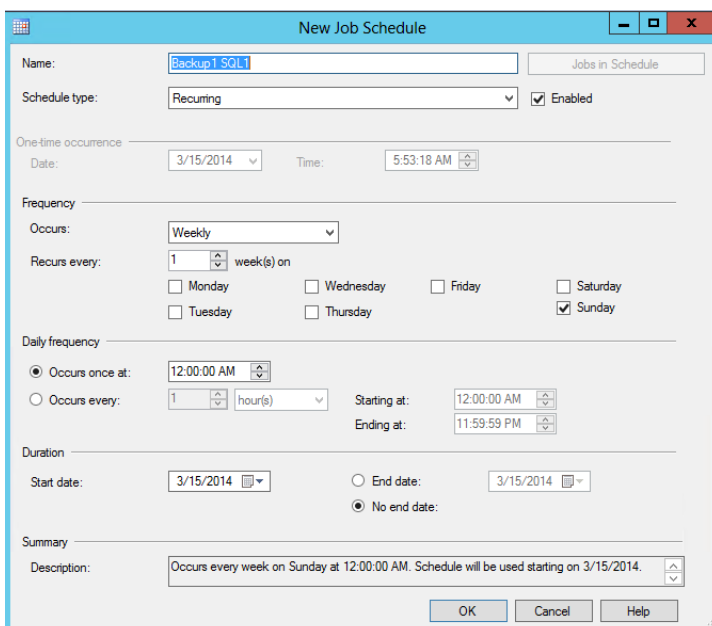 New Job Schedule
Name: Backup1 SQL1 Jobs in Schedule
Schedule type: Recurring Enabled
One-time occurrence
Date: 3/15/2014 Time: 5:53:18 AM
Frequency
Occurs: Weekly
Recurs every: 1 week(s) on
Monday Wednesday Friday Saturday
Tuesday Thursday Sunday
Daily frequency
Occurs once at: 12:00:00 AM
Occurs every: 1 hour(s) Starting at: 12:00:00 AM
Ending at: 11:59:59 PM
Duration
Start date: 3/15/2014 End date: 3/15/2014
No end date:
Summary
Description: Occurs every week on Sunday at 12:00:00 AM. Schedule will be used starting on 3/15/2014.
OK Cancel Help